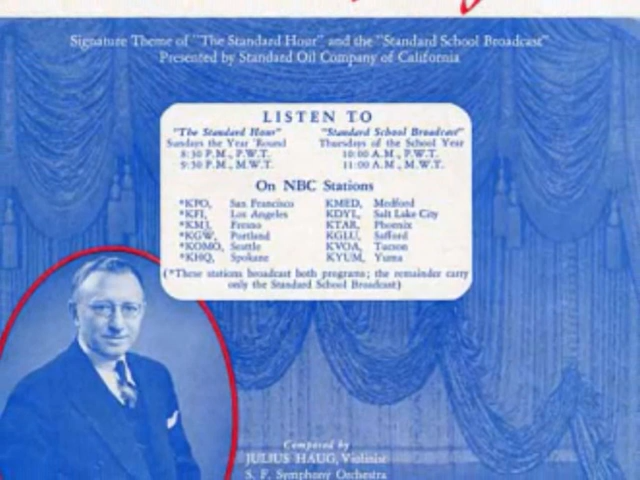 Signature Theme of "The Standard Hour" and the "Standard School Broadcast"
Presented by Standard Oil Company of California
LISTEN TO
"The Standard Hour" "Standard School Broadcast"
Sundays the Year 'Round Thursdays of the School Year
8:30 P.M., P.W.T. 10:00 A.M., P.W.T.
9:30 P.M., M.W.T. 11:00 A.M., M.W.T.
On NBC Stations
*KPO, San Francisco KMED, Medford
*KFI, Los Angeles KDYL, Salt Lake City
*KMJ, Fresno KTAR, Phoenix
*KGW, Portland KGLU, Safford
*KOMO, Seattle KVOA, Tucson
*KHQ, Spokane KYUM, Yuma
(*These stations broadcast both programs; the remainder carry
only the Standard School Broadcast)
Composed by
JULIUS HAUG, Violinist
S. F. Symphony Orchestra